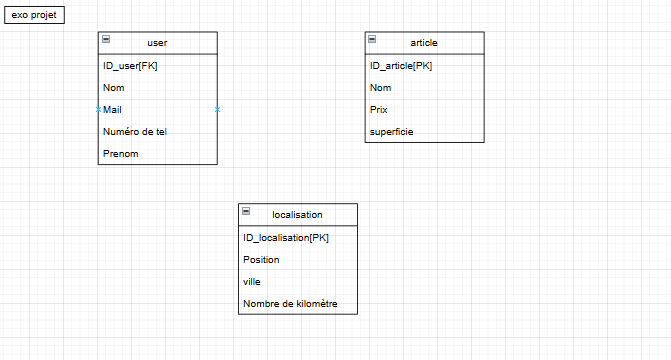 exo projet
user
ID_user[FK]
Nom
Mail
Numéro de tel
Prenom
article
ID_article[PK]
Nom
Prix
superficie
localisation
ID_localisation[PK]
Position
ville
Nombre de kilomètre